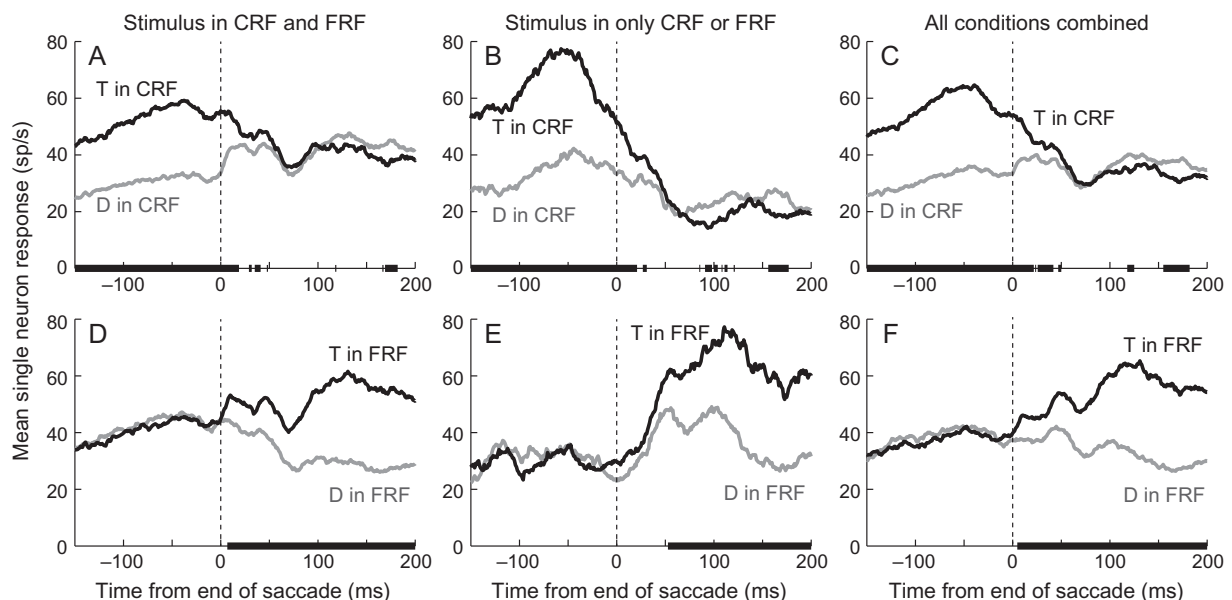 Stimulus in CRF and FRF
Stimulus in only CRF or FRF
All conditions combined
Mean single neuron response (sp/s)
A
80
60
40
20
0
T in CRF
D in CRF
–100 0 100 200
B
80
60
40
20
0
T in CRF
D in CRF
–100 0 100 200
C
80
60
40
20
0
T in CRF
D in CRF
–100 0 100 200
D
80
60
40
20
0
T in FRF
D in FRF
–100 0 100 200
Time from end of saccade (ms)
E
80
60
40
20
0
T in FRF
D in FRF
–100 0 100 200
Time from end of saccade (ms)
F
80
60
40
20
0
T in FRF
D in FRF
–100 0 100 200
Time from end of saccade (ms)